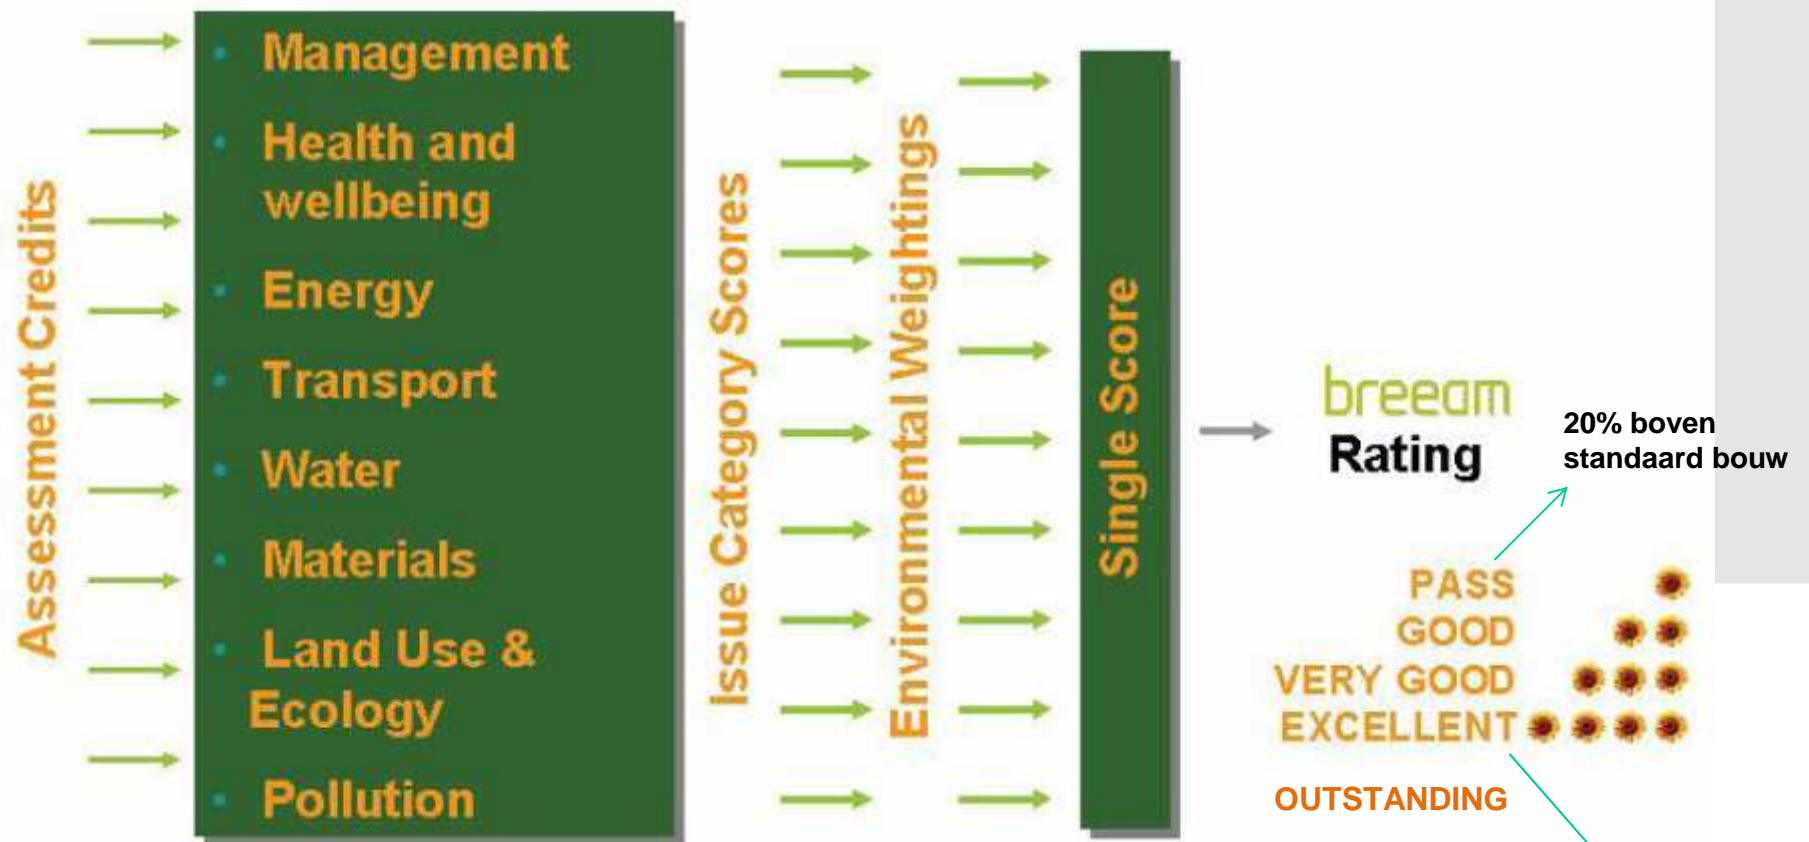 Assessment Credits
Management
Health and
wellbeing
Energy
Transport
Water
Materials
Land Use &
Ecology
Pollution
Issue Category Scores
Environmental Weightings
Single Score
breeam
Rating
20% boven
standaard bouw
PASS
GOOD
VERY GOOD
EXCELLENT
OUTSTANDING